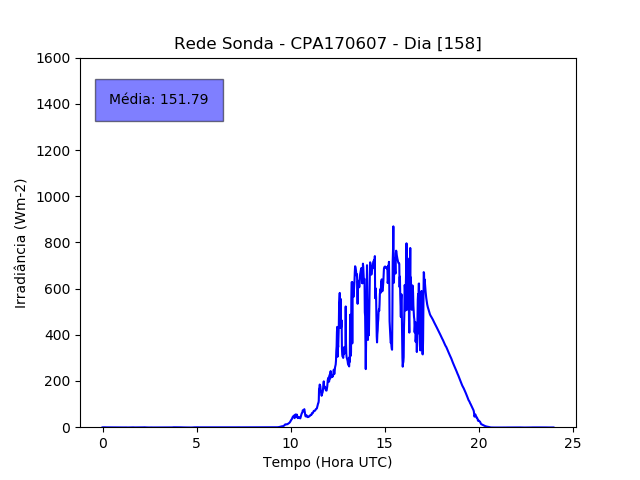 Rede Sonda - CPA170607 - Dia [158]
1600
1400
1200
1000
800
600
400
200
0
Média: 151.79
Irradiância (Wm-2)
0 5 10 15 20 25
Tempo (Hora UTC)